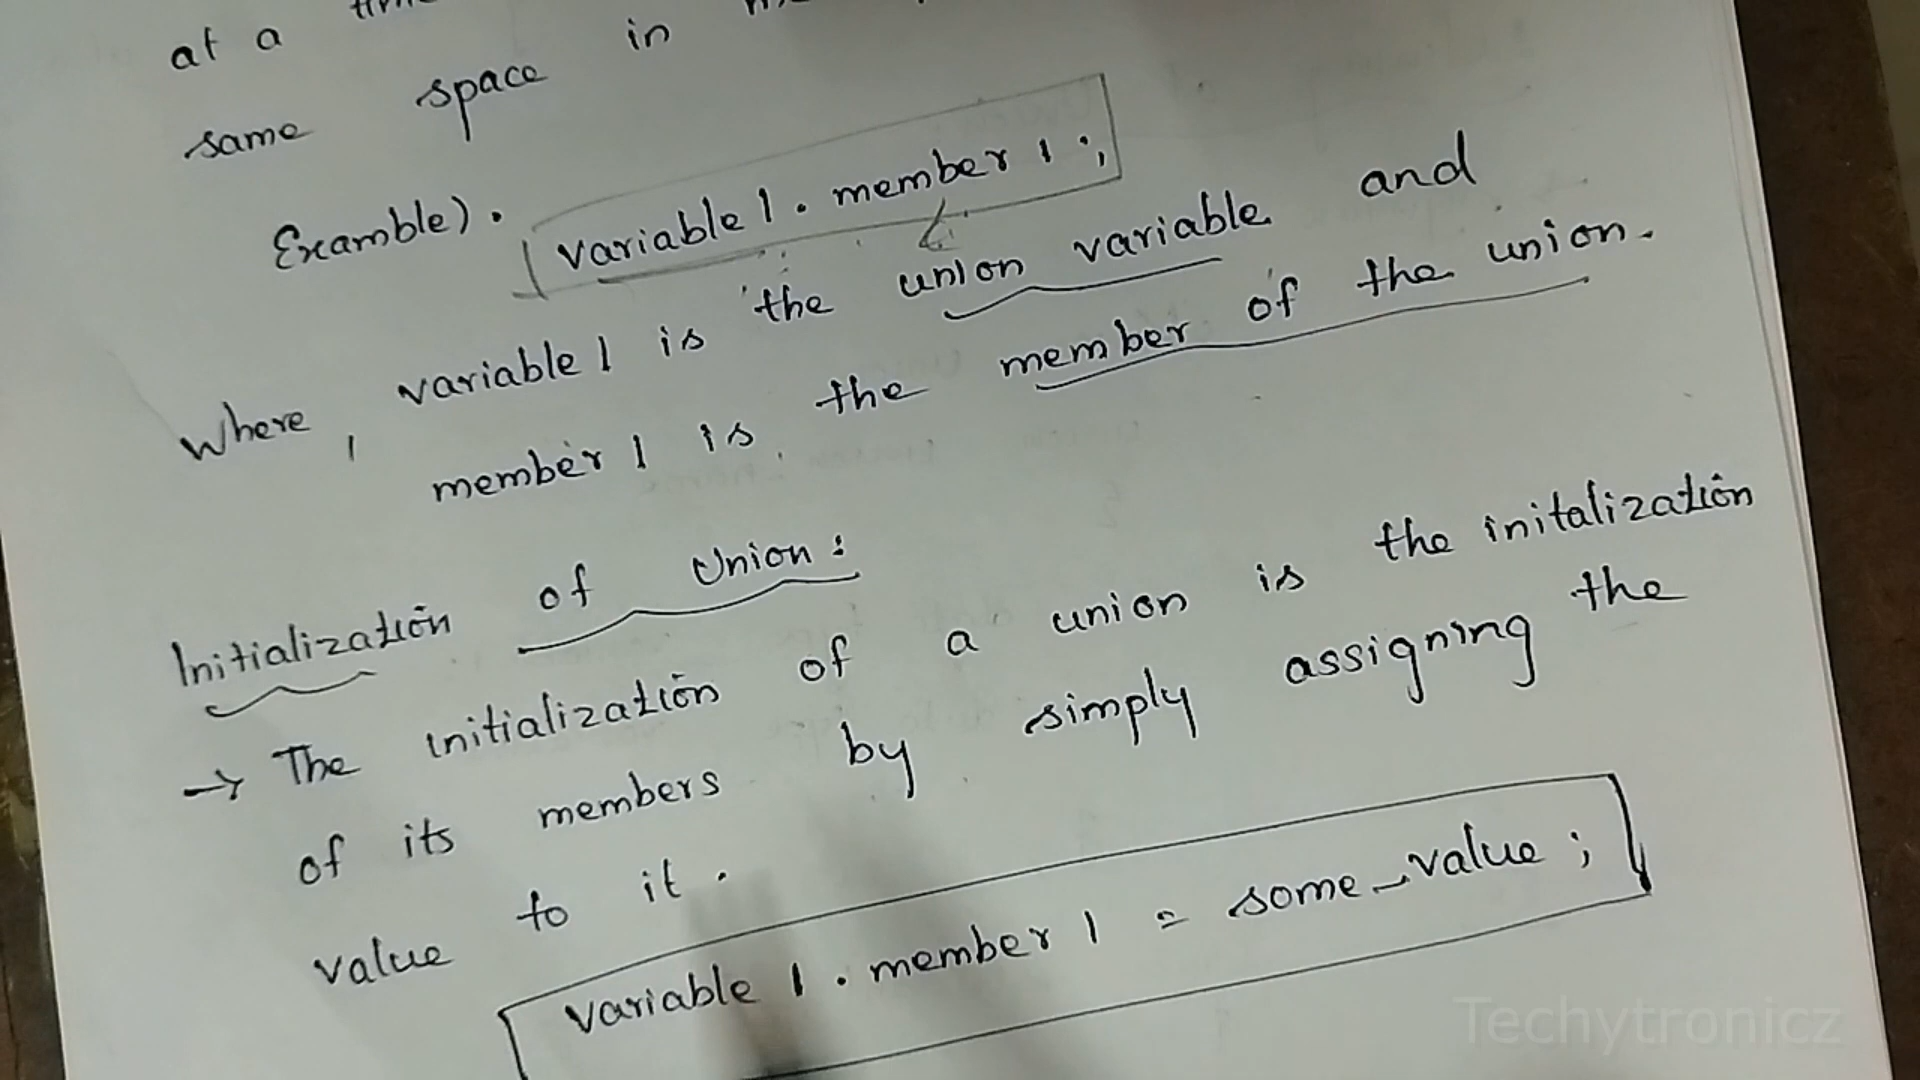 at a
same space in
Examble). variable 1 . member 1 ;
Where, variable 1 is the union variable and
member 1 is the member of the union.
Initialization of Union :
→ The initialization of a union is the initalization
of its members by simply assigning the
value to it .
variable 1 . member 1 = some_value ;
Techytronicz